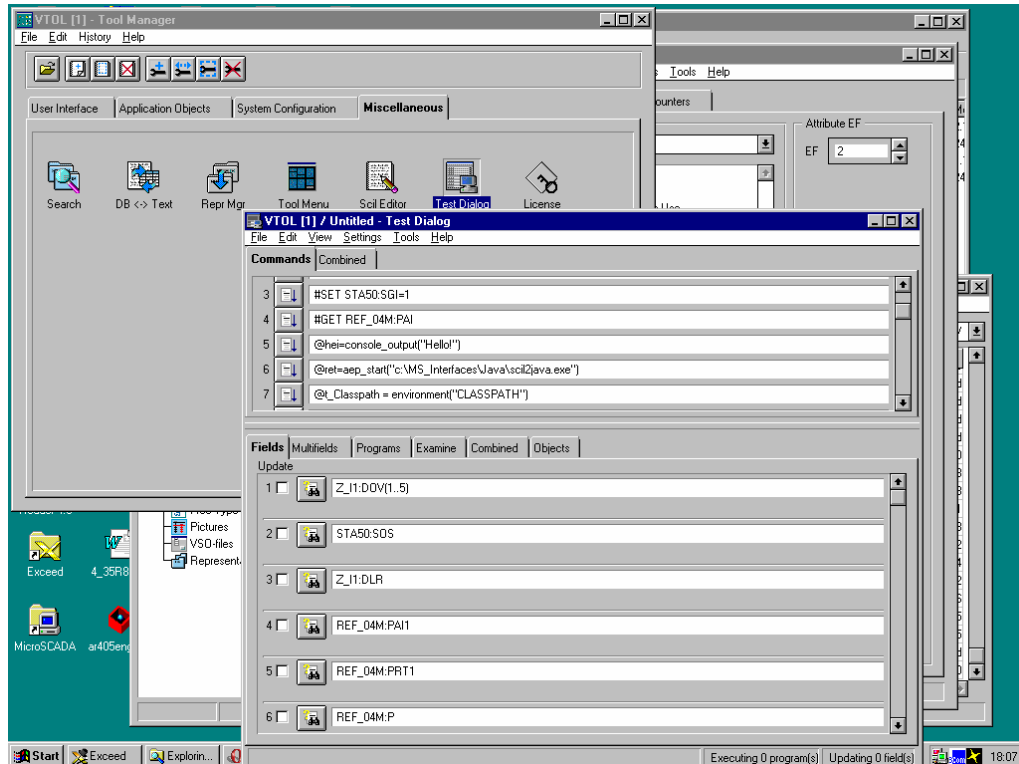 VTOL [1] - Tool Manager
File Edit History Help
Tools Help
User Interface Application Objects System Configuration Miscellaneous
ounters
Attribute EF
EF 2
Search DB <-> Text Repr Mgr Tool Menu Scil Editor Test Dialog License
VTOL [1] / Untitled - Test Dialog
File Edit View Settings Tools Help
Commands Combined
3 #SET STA50:SGI=1
4 #GET REF_04M:PAI
5 @hei=console_output("Hello!")
6 @ret=aep_start("c:\MS_Interfaces\Java\scil2java.exe")
7 @t_Classpath = environment("CLASSPATH")
Fields Multifields Programs Examine Combined Objects
Update
1 Z_I1:DOV(1..5)
2 STA50:SOS
3 Z_I1:DLR
4 REF_04M:PAI1
5 REF_04M:PRT1
6 REF_04M:P
Pictures
VSO-files
Represent
Exceed 4_35R8
MicroSCADA ar405eng
Start Exceed Explorin...
Executing 0 program(s) Updating 0 field(s)
18:07